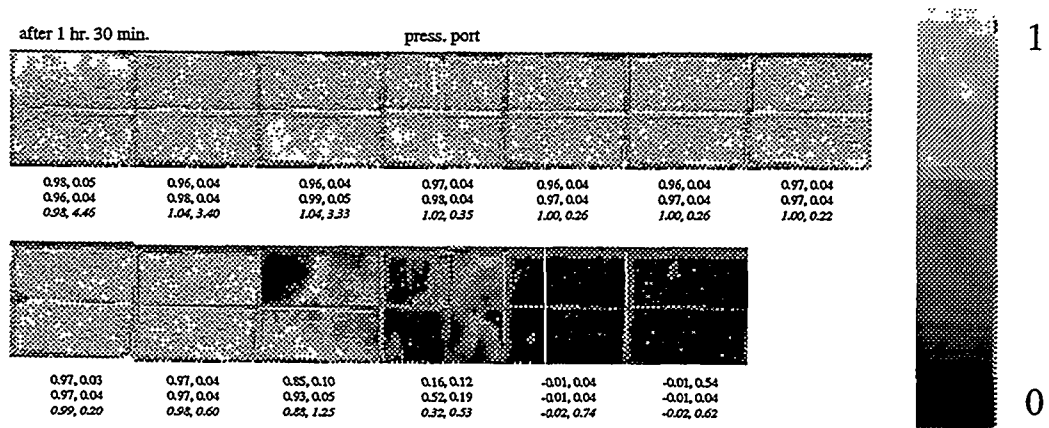 after 1 hr. 30 min. press. port
1
0.98, 0.05 0.96, 0.04 0.96, 0.04 0.97, 0.04 0.96, 0.04 0.96, 0.04 0.97, 0.04
0.96, 0.04 0.98, 0.04 0.99, 0.05 0.98, 0.04 0.97, 0.04 0.97, 0.04 0.97, 0.04
0.98, 4.46 1.04, 3.40 1.04, 3.33 1.02, 0.35 1.00, 0.26 1.00, 0.26 1.00, 0.22
0.97, 0.03 0.97, 0.04 0.85, 0.10 0.16, 0.12 -0.01, 0.04 -0.01, 0.54
0.97, 0.04 0.97, 0.04 0.93, 0.05 0.52, 0.19 -0.01, 0.04 -0.01, 0.04
0.99, 0.20 0.98, 0.60 0.88, 1.25 0.32, 0.53 -0.02, 0.74 -0.02, 0.62
0